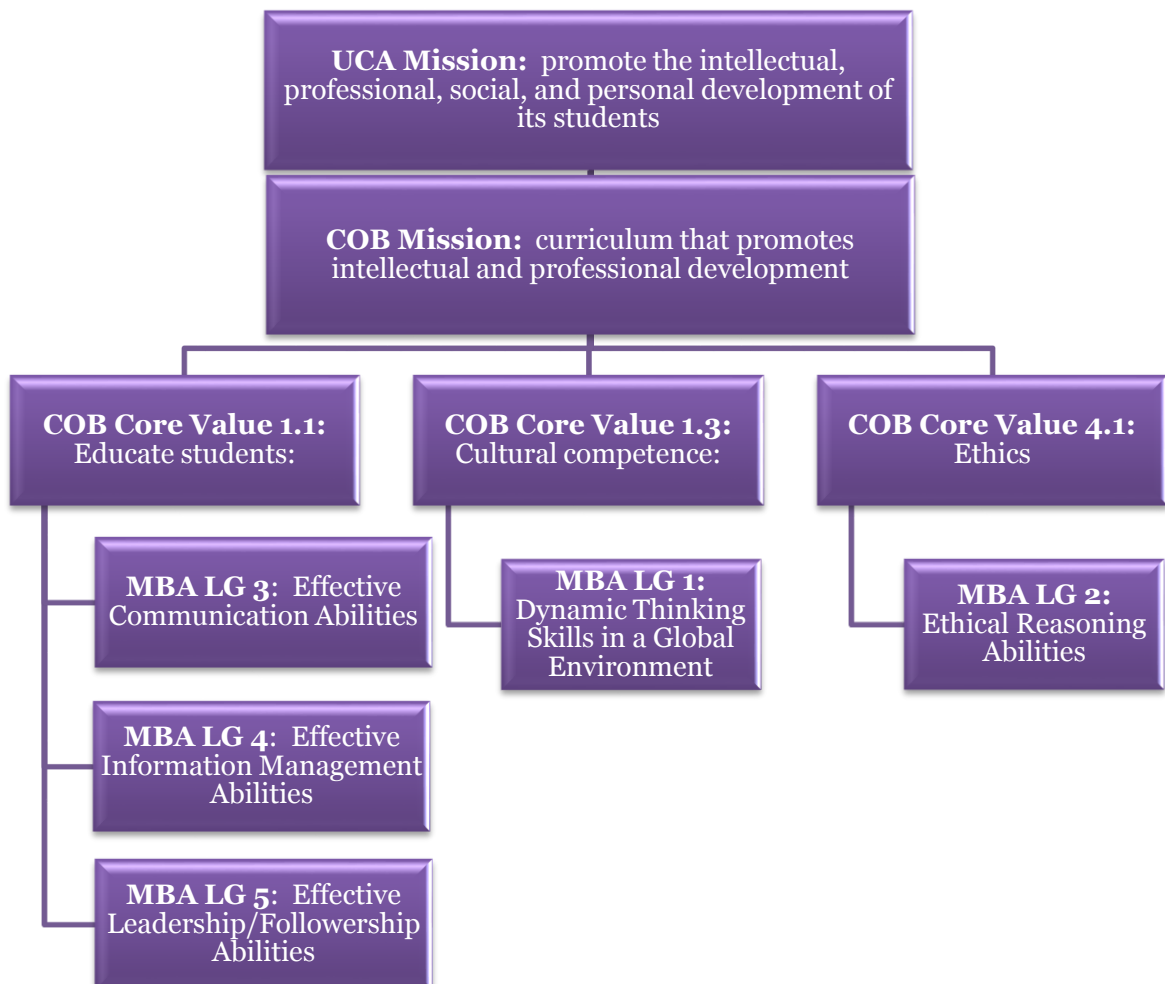 UCA Mission:  promote the intellectual,
professional, social, and personal development of
its students
COB Mission:  curriculum that promotes
intellectual and professional development
COB Core Value 1.1:
Educate students:
COB Core Value 1.3:
Cultural competence:
COB Core Value 4.1:
Ethics
MBA LG 3:  Effective
Communication Abilities
MBA LG 4:  Effective
Information Management
Abilities
MBA LG 5:  Effective
Leadership/Followership
Abilities
MBA LG 1:
Dynamic Thinking
Skills in a Global
Environment
MBA LG 2:
Ethical Reasoning
Abilities